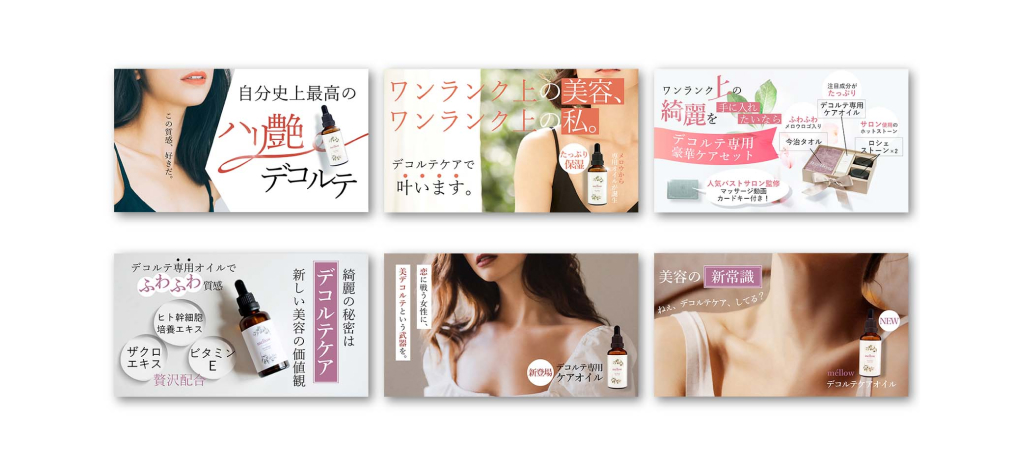 自分史上最高の
ハリ艶
デコルテ
この質感、好きだ。
ワンランク上の美容、
ワンランク上の私。
デコルテケアで
叶います。
たっぷり
保湿
メロウから
ワンランク上の
綺麗を
手に入れ
たいなら
デコルテ専用
豪華ケアセット
注目成分が
たっぷり
デコルテ専用
ケアオイル
ふわふわ
メロウロゴ入り
今治タオル
サロン使用の
ホットストーン
ロシェ
ストーン×2
人気バストサロン監修
マッサージ動画
カードキー付き！
デコルテ専用オイルで
ふわふわ質感
ヒト幹細胞
培養エキス
ザクロ
エキス
ビタミン
E
贅沢配合
綺麗の秘密は
デコルテケア
新しい美容の価値観
恋に戦う女性に、
美デコルテという武器を。
新登場
デコルテ専用
ケアオイル
美容の新常識
ねぇ、デコルテケア、してる？
NEW
mellow
デコルテケアオイル